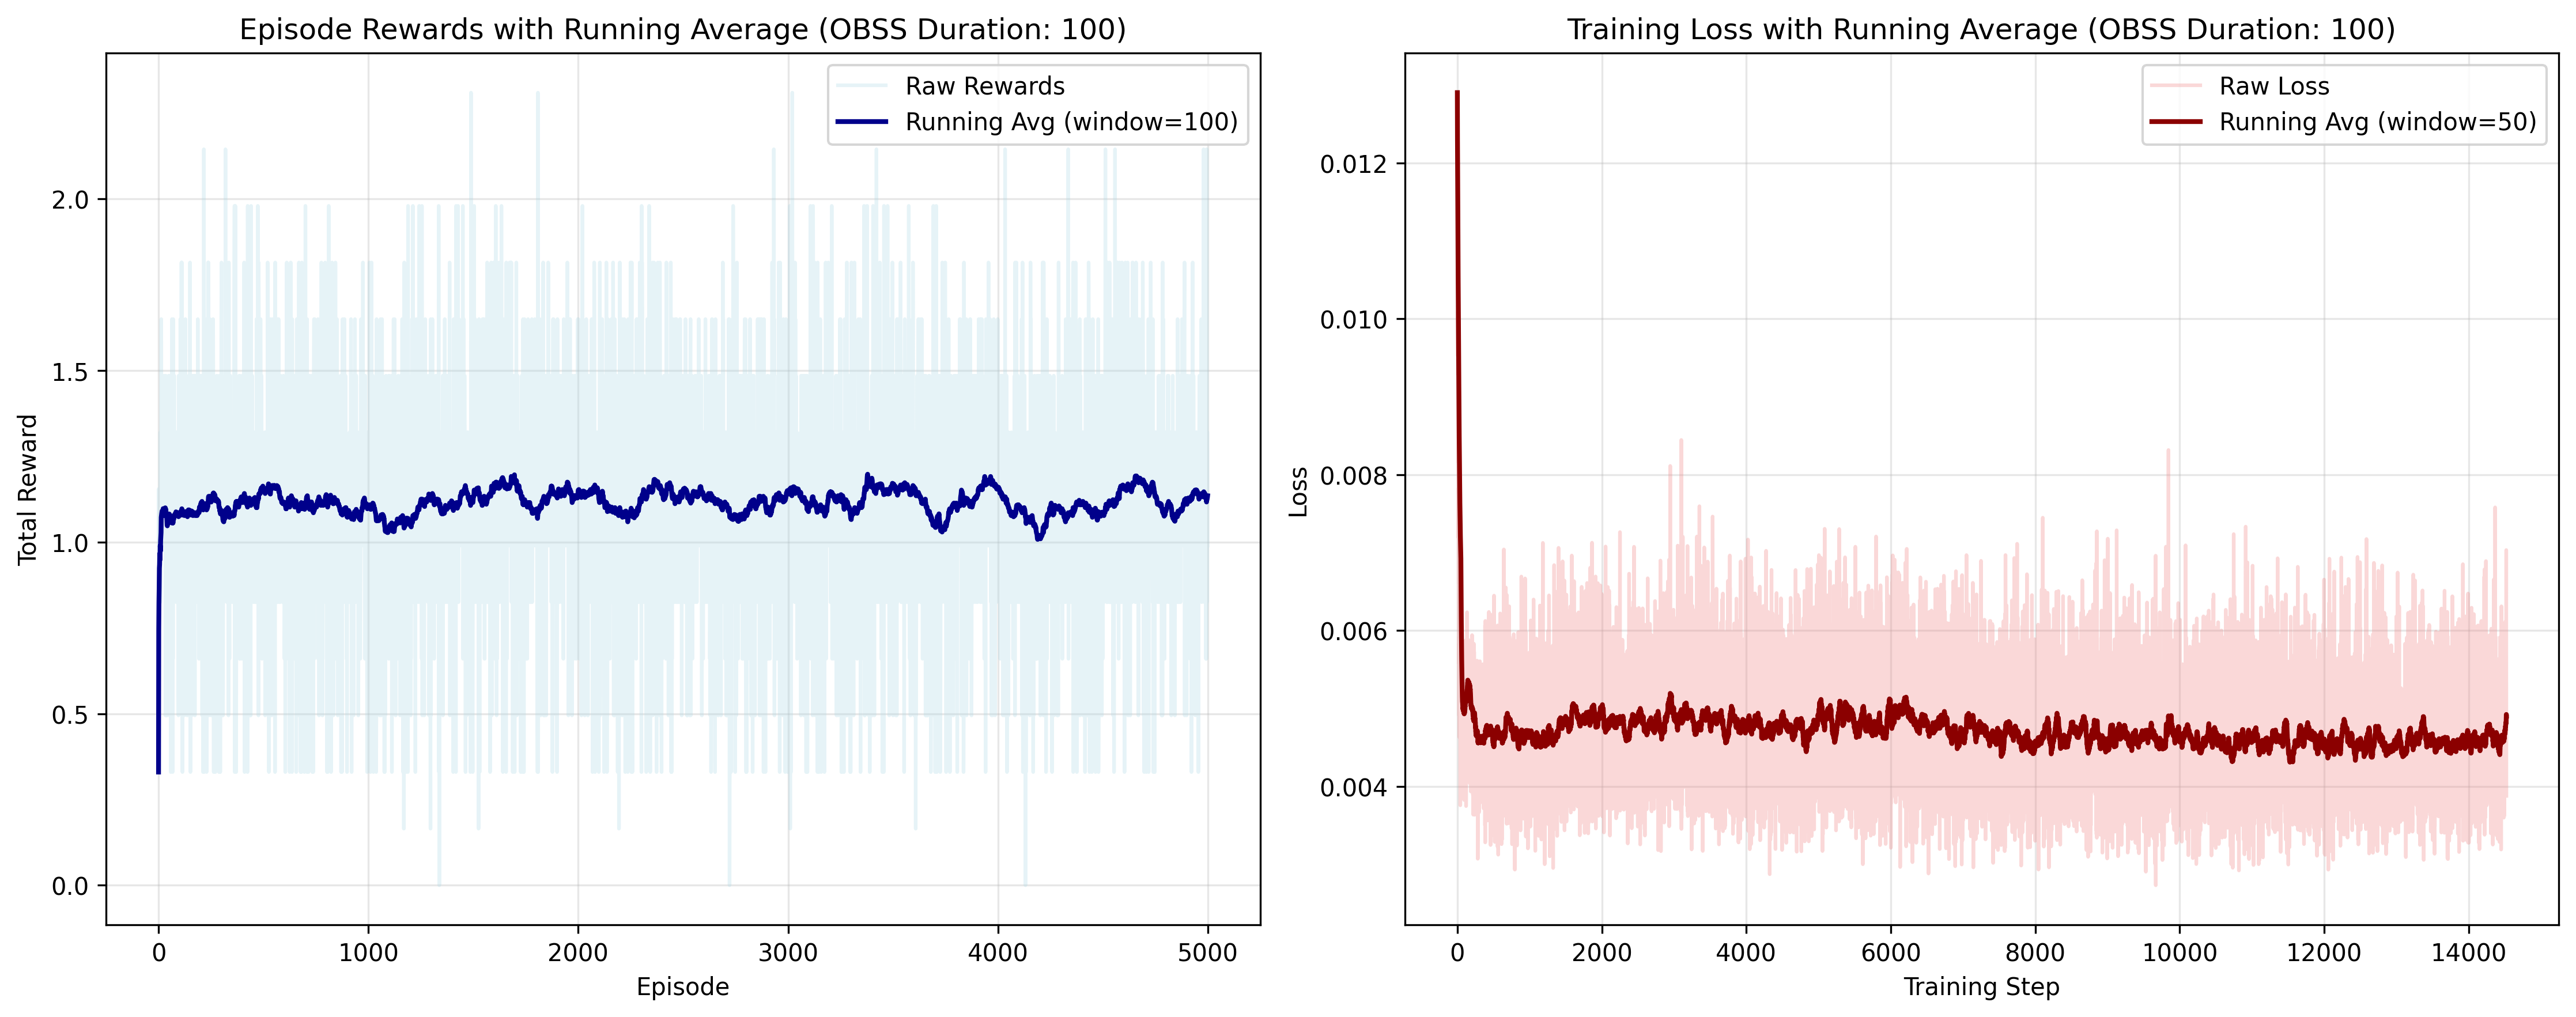 Episode Rewards with Running Average (OBSS Duration: 100)
Raw Rewards
Running Avg (window=100)
Total Reward
2.0
1.5
1.0
0.5
0.0
0 1000 2000 3000 4000 5000
Episode
Training Loss with Running Average (OBSS Duration: 100)
Raw Loss
Running Avg (window=50)
Loss
0.012
0.010
0.008
0.006
0.004
0 2000 4000 6000 8000 10000 12000 14000
Training Step